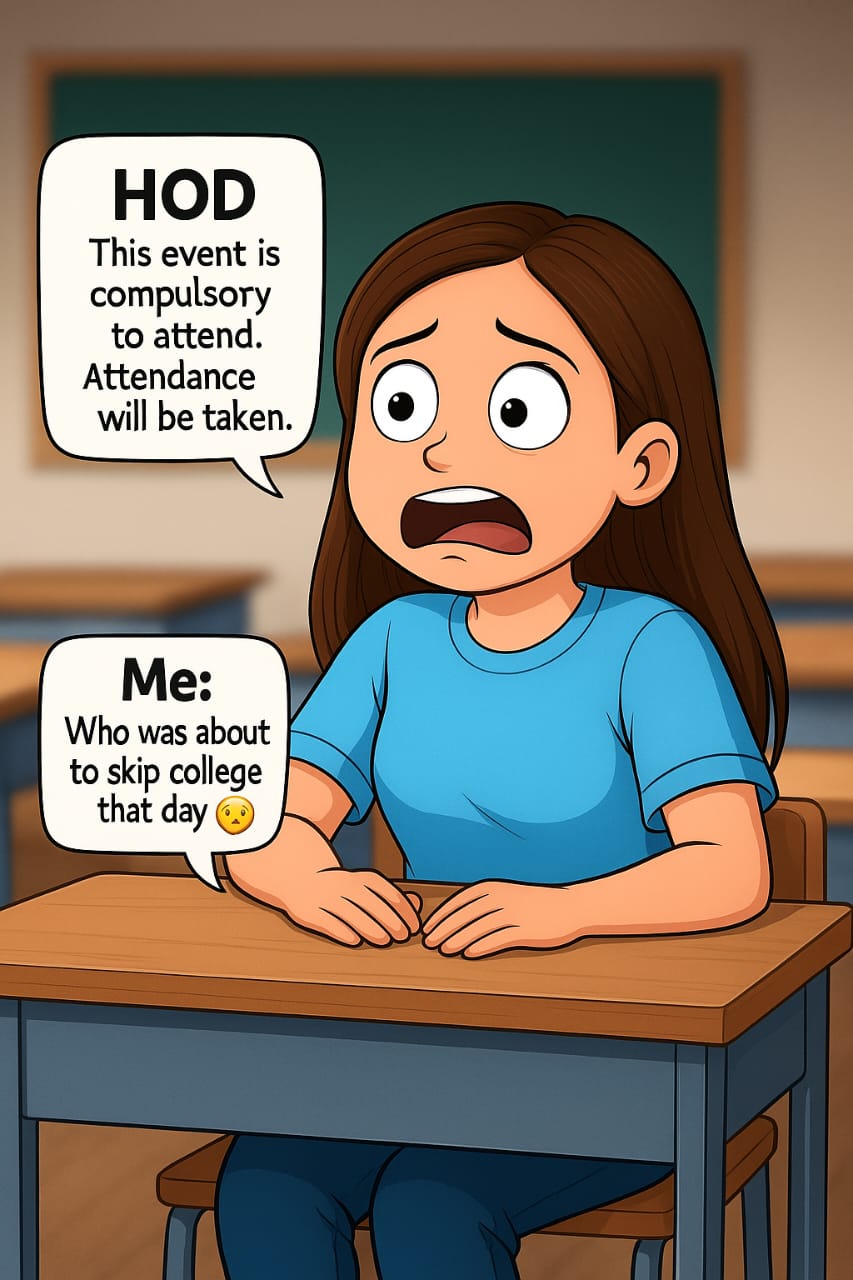 HOD
This event is
compulsory
to attend.
Attendance
will be taken.
Me:
Who was about
to skip college
that day 😟